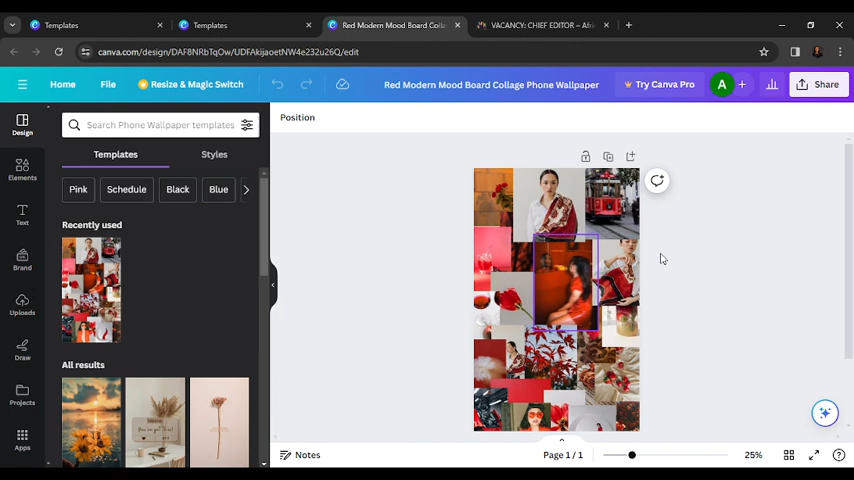 Templates
Templates
Red Modern Mood Board Colla
VACANCY: CHIEF EDITOR – Afri
canva.com/design/DAF8NRbTqOw/UDFAkijaoetNW4e232u26Q/edit
Home
File
Resize & Magic Switch
Red Modern Mood Board Collage Phone Wallpaper
Try Canva Pro
A
Share
Design
Elements
Text
Brand
Uploads
Draw
Projects
Apps
Search Phone Wallpaper templates
Templates
Styles
Pink
Schedule
Black
Blue
Recently used
All results
Position
Notes
Page 1 / 1
25%